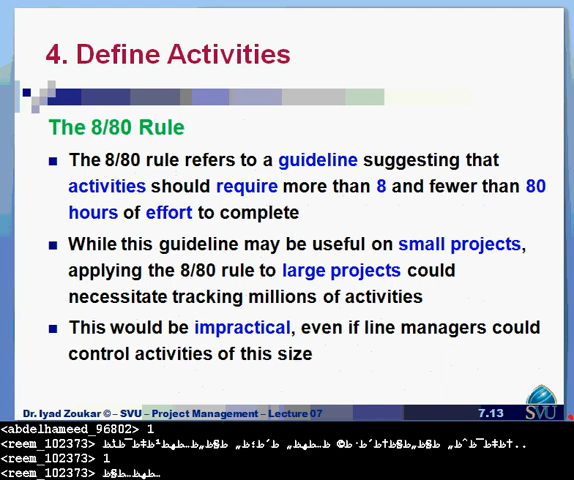 4. Define Activities
The 8/80 Rule
The 8/80 rule refers to a guideline suggesting that
activities should require more than 8 and fewer than 80
hours of effort to complete
While this guideline may be useful on small projects,
applying the 8/80 rule to large projects could
necessitate tracking millions of activities
This would be impractical, even if line managers could
control activities of this size
Dr. Iyad Zoukar © – SVU – Project Management – Lecture 07
7.13
SVU
<abdelhameed_96802> 1
<reem_102373>
<reem_102373> 1
<reem_102373>